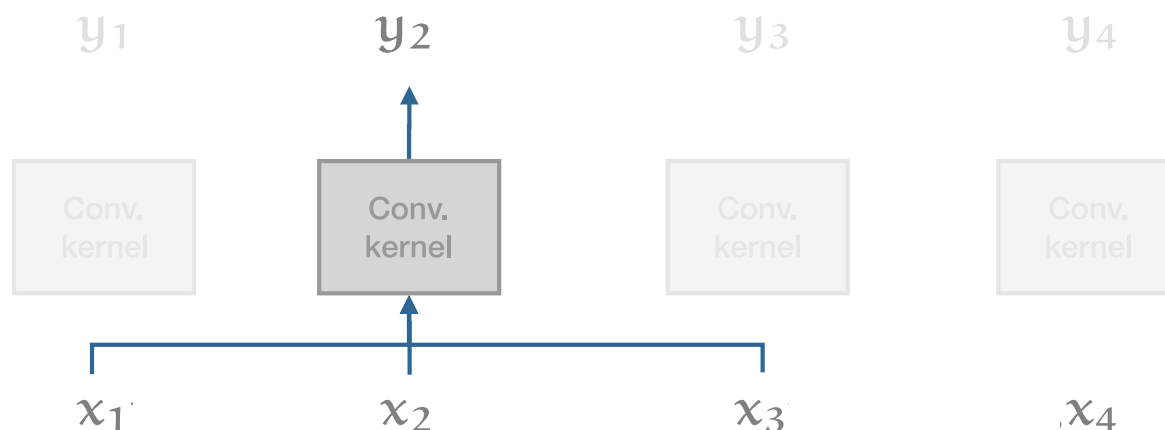 y₁ y₂ y₃ y₄
Conv. Conv. Conv. Conv.
kernel kernel kernel kernel
x₁ x₂ x₃ x₄